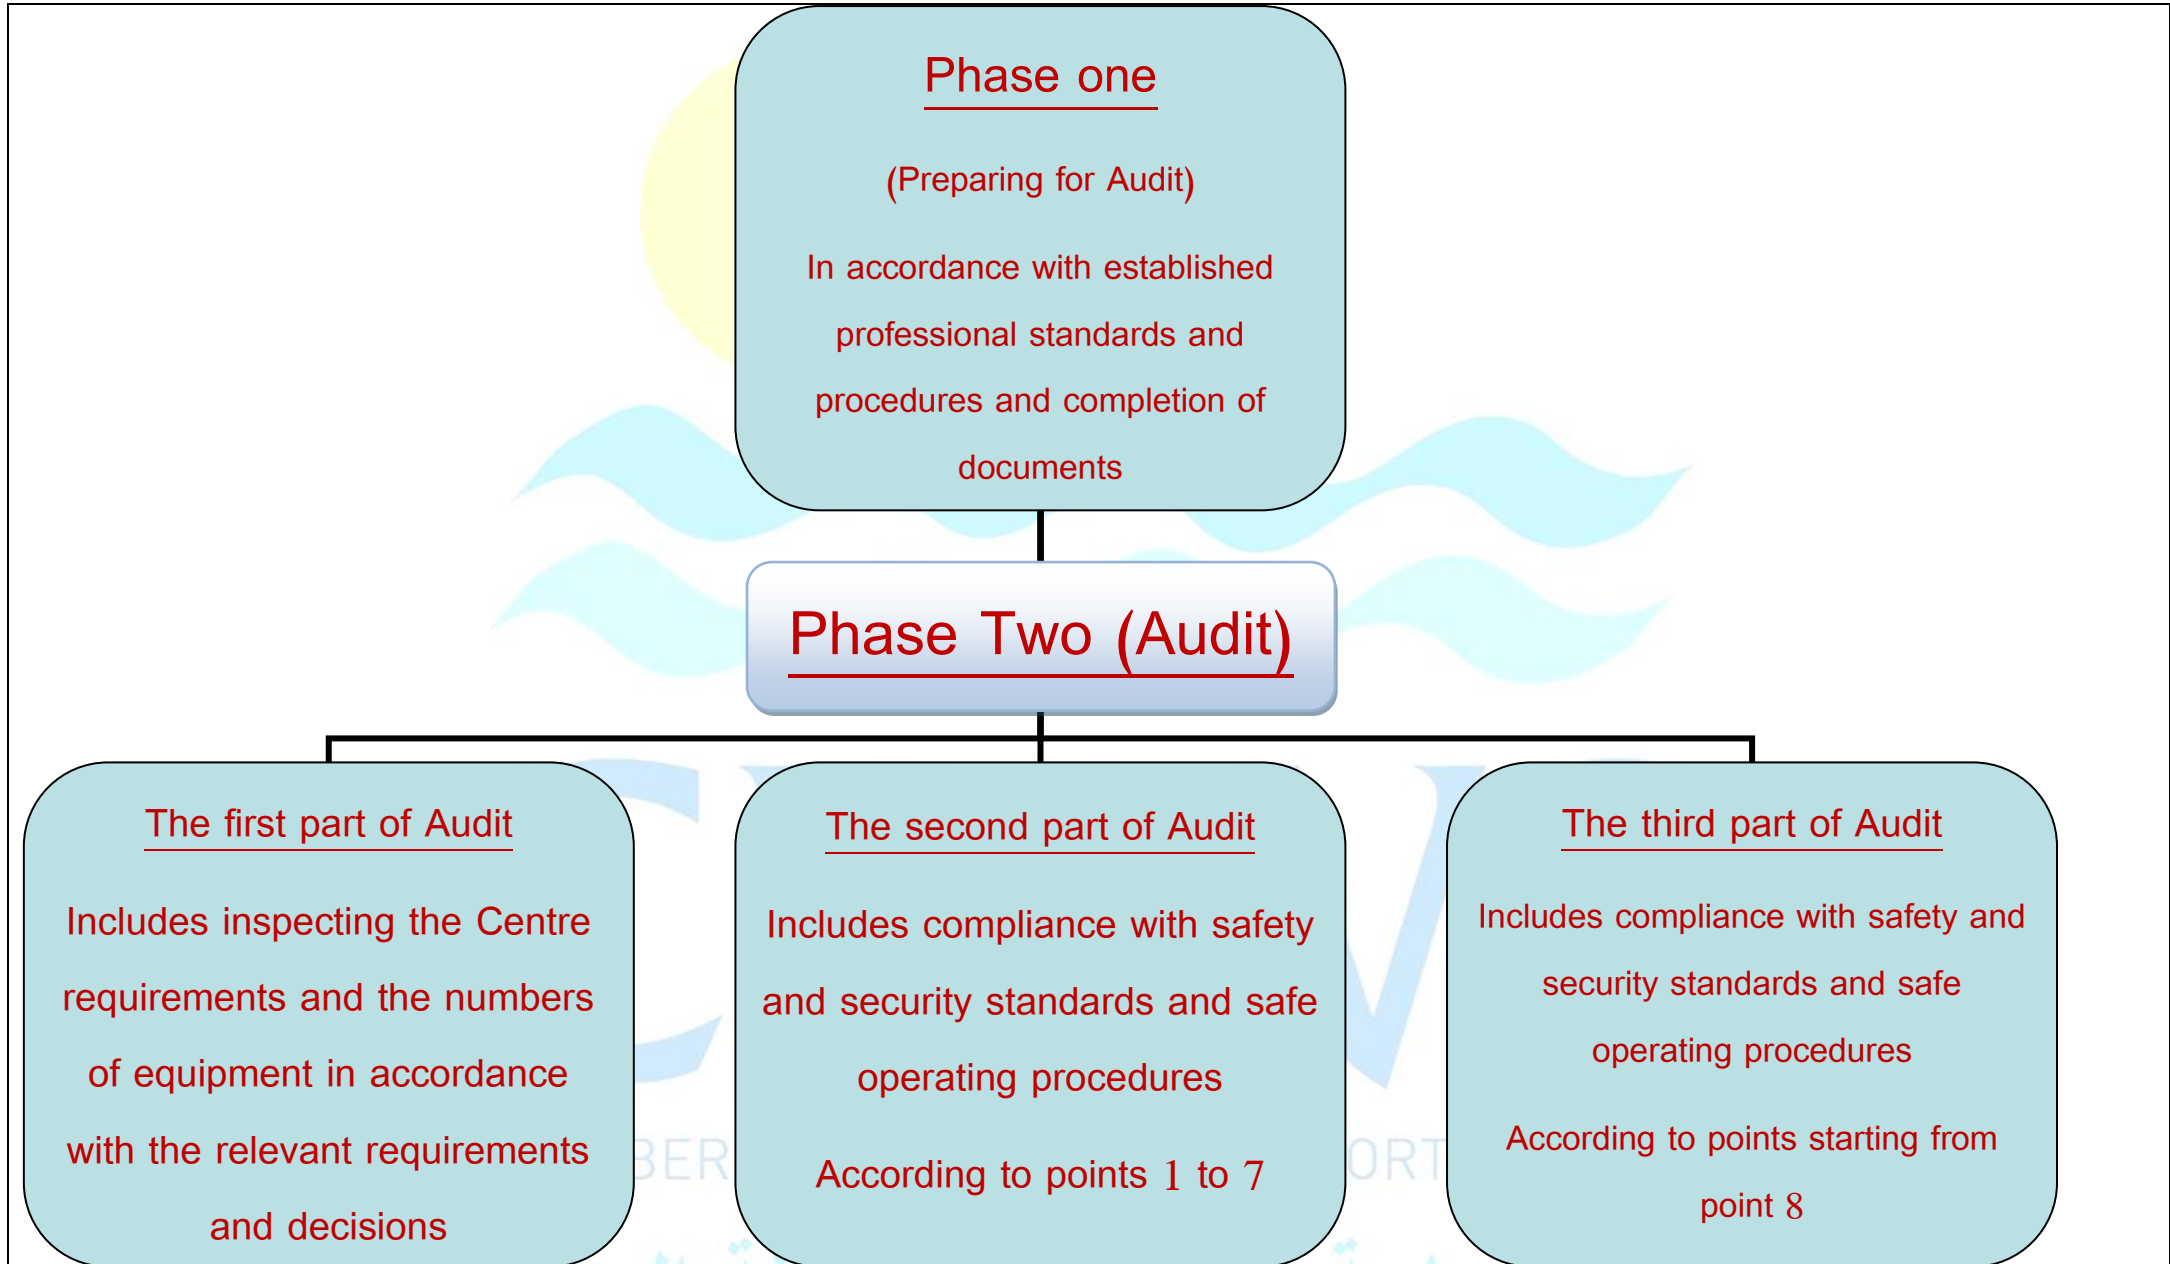 Phase one
(Preparing for Audit)
In accordance with established
professional standards and
procedures and completion of
documents
Phase Two (Audit)
The first part of Audit
Includes inspecting the Centre
requirements and the numbers
of equipment in accordance
with the relevant requirements
and decisions
The second part of Audit
Includes compliance with safety
and security standards and safe
operating procedures
According to points 1 to 7
The third part of Audit
Includes compliance with safety and
security standards and safe
operating procedures
According to points starting from
point 8